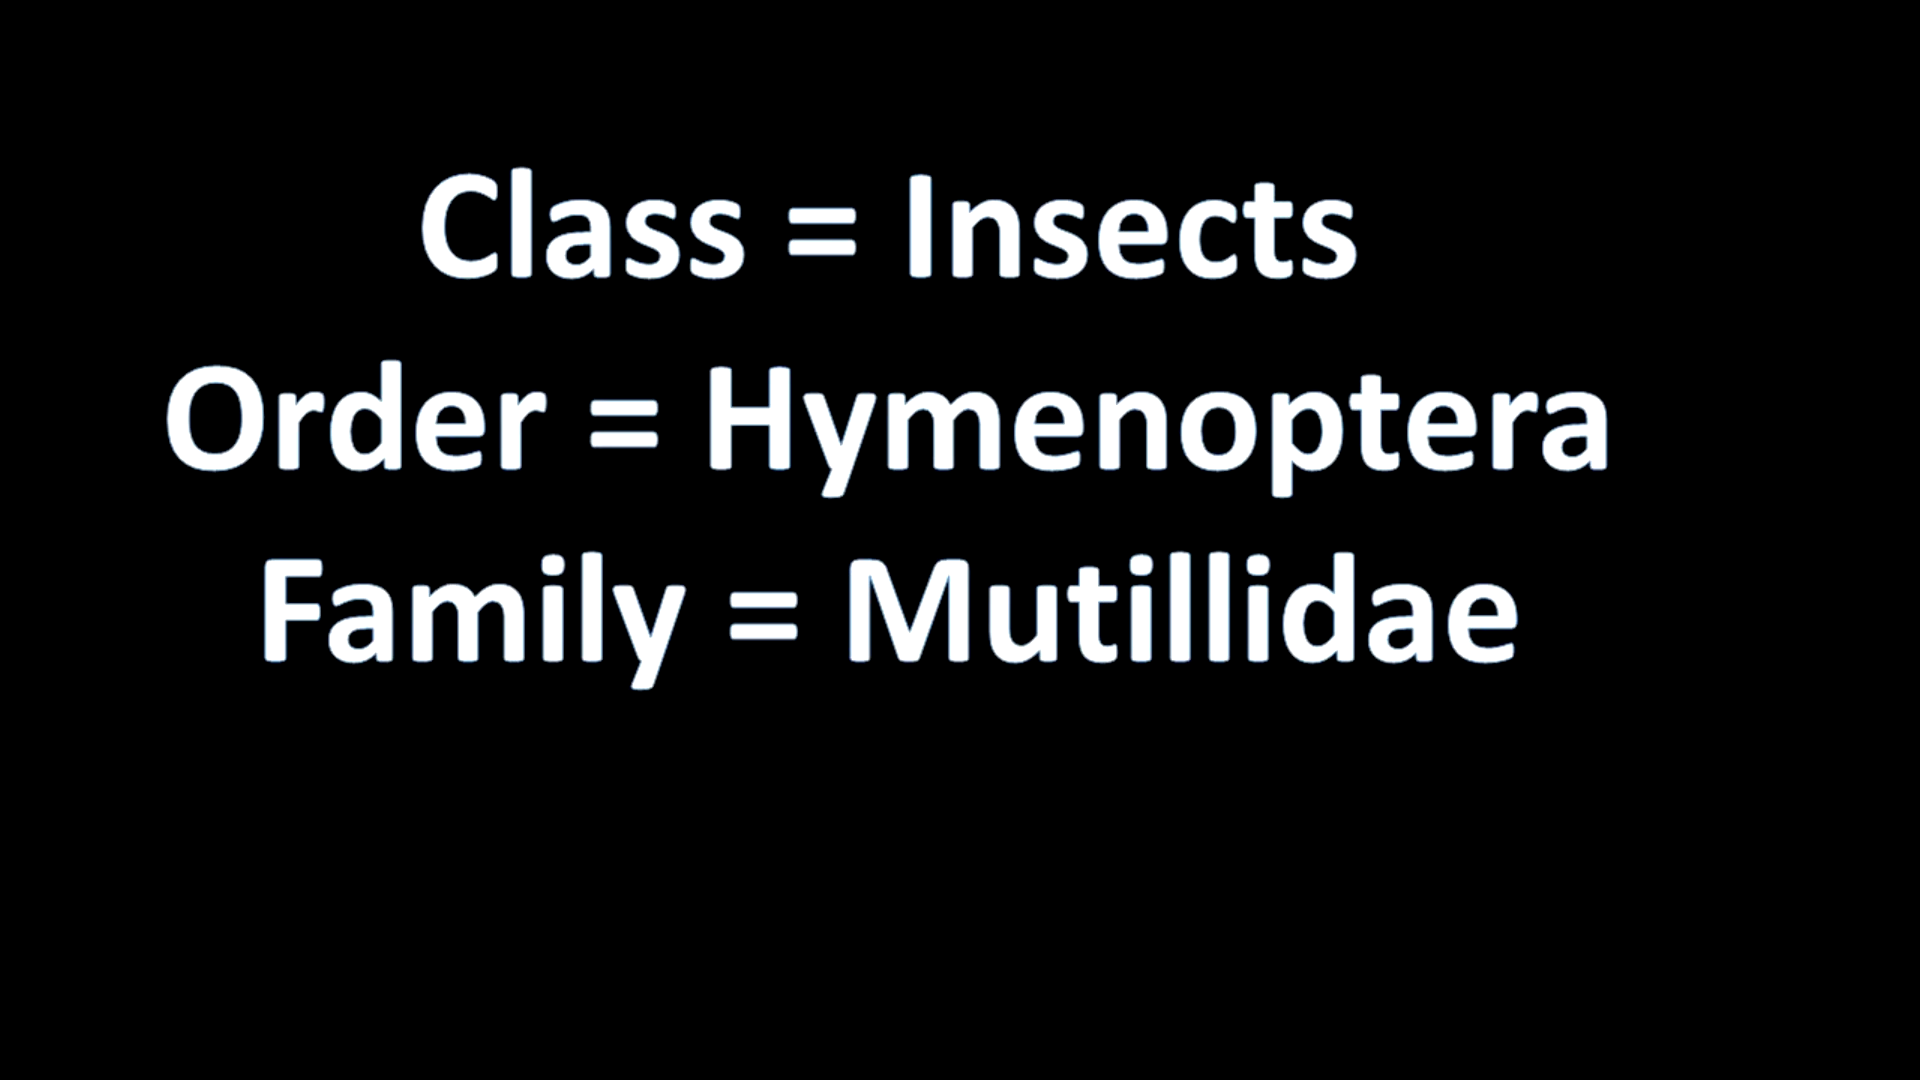 Class = Insects
Order = Hymenoptera
Family = Mutillidae